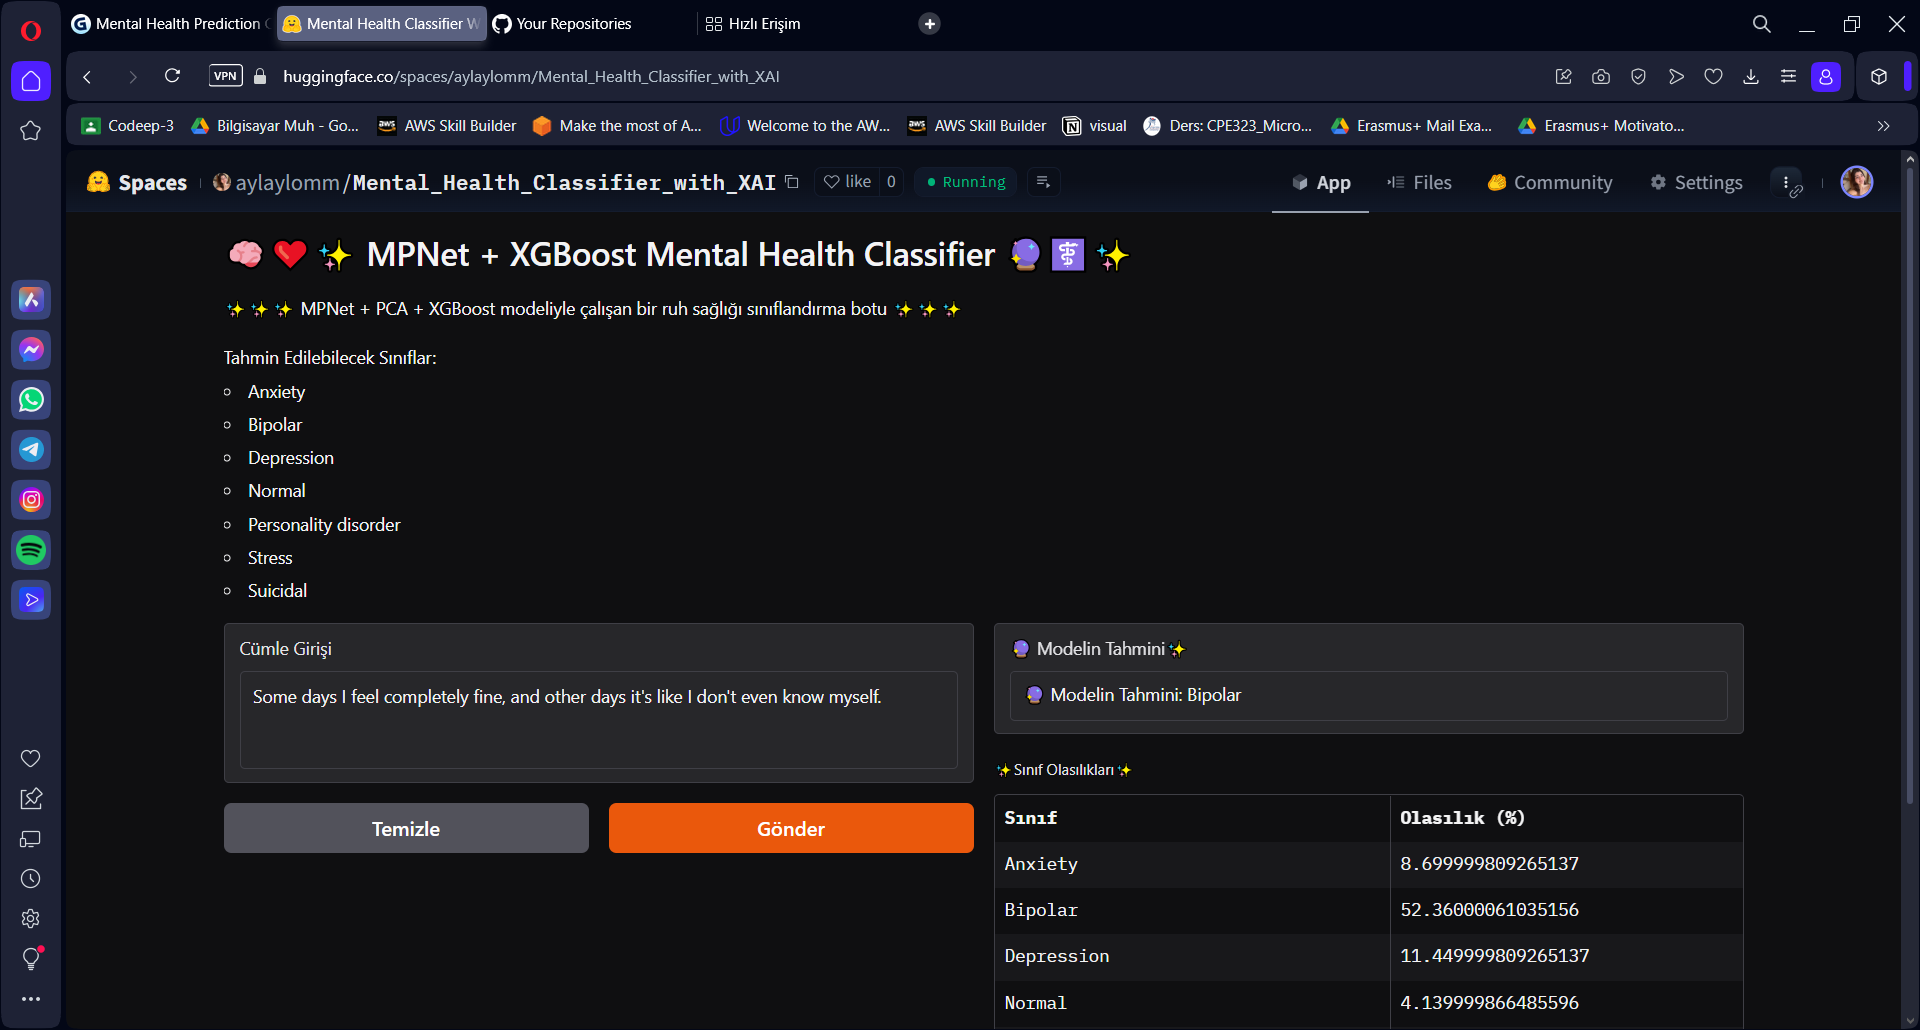 Mental Health Prediction
Mental Health Classifier W
Your Repositories
Hızlı Erişim
VPN
huggingface.co/spaces/aylaylomm/Mental_Health_Classifier_with_XAI
Codeep-3
Bilgisayar Muh - Go...
AWS Skill Builder
Make the most of A...
Welcome to the AW...
AWS Skill Builder
visual
Ders: CPE323_Micro...
Erasmus+ Mail Exa...
Erasmus+ Motivato...
Spaces
aylaylomm/Mental_Health_Classifier_with_XAI
like 0
Running
App
Files
Community
Settings
🧠 ❤️ ✨ MPNet + XGBoost Mental Health Classifier 🔮 ⚕️ ✨
✨ ✨ ✨ MPNet + PCA + XGBoost modeliyle çalışan bir ruh sağlığı sınıflandırma botu ✨ ✨ ✨
Tahmin Edilebilecek Sınıflar:
Anxiety
Bipolar
Depression
Normal
Personality disorder
Stress
Suicidal
Cümle Girişi
Some days I feel completely fine, and other days it's like I don't even know myself.
Temizle
Gönder
🔮 Modelin Tahmini✨
🔮 Modelin Tahmini: Bipolar
✨Sınıf Olasılıkları✨
Sınıf Olasılık (%)
Anxiety 8.699999809265137
Bipolar 52.36000061035156
Depression 11.449999809265137
Normal 4.139999866485596